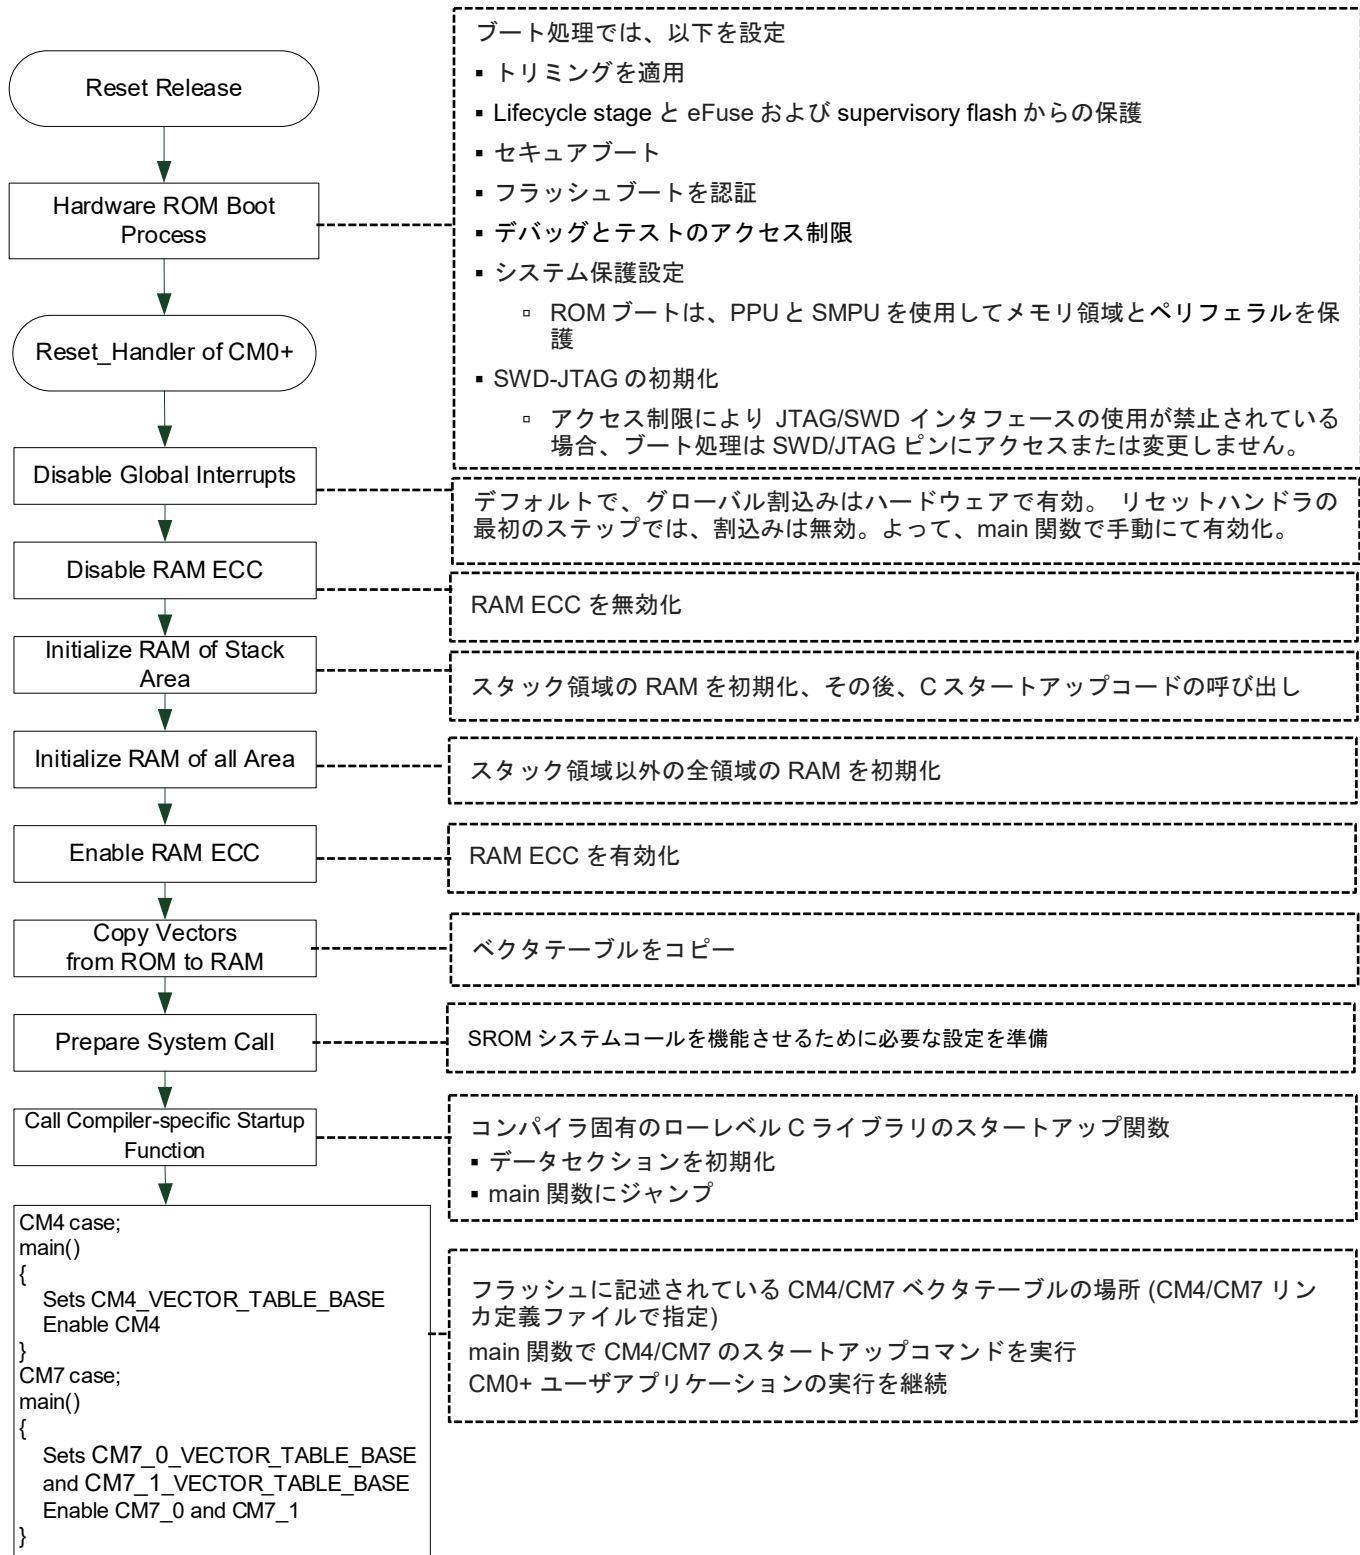 Reset Release
ブート処理では、以下を設定
▪ トリミングを適用
▪ Lifecycle stage と eFuse および supervisory flash からの保護
▪ セキュアブート
▪ フラッシュブートを認証
▪ デバッグとテストのアクセス制限
▪ システム保護設定
▫ ROM ブートは、PPU と SMPU を使用してメモリ領域とペリフェラルを保
護
▪ SWD-JTAG の初期化
▫ アクセス制限により JTAG/SWD インタフェースの使用が禁止されている
場合、ブート処理は SWD/JTAG ピンにアクセスまたは変更しません。
Hardware ROM Boot
Process
Reset_Handler of CM0+
Disable Global Interrupts
デフォルトで、グローバル割込みはハードウェアで有効。 リセットハンドラの
最初のステップでは、割込みは無効。よって、main 関数で手動にて有効化。
Disable RAM ECC
RAM ECC を無効化
Initialize RAM of Stack
Area
スタック領域の RAM を初期化、その後、C スタートアップコードの呼び出し
Initialize RAM of all Area
スタック領域以外の全領域の RAM を初期化
Enable RAM ECC
RAM ECC を有効化
Copy Vectors
from ROM to RAM
ベクタテーブルをコピー
Prepare System Call
SROM システムコールを機能させるために必要な設定を準備
Call Compiler-specific Startup
Function
コンパイラ固有のローレベル C ライブラリのスタートアップ関数
▪ データセクションを初期化
▪ main 関数にジャンプ
CM4 case;
main()
{
Sets CM4_VECTOR_TABLE_BASE
Enable CM4
}
CM7 case;
main()
{
Sets CM7_0_VECTOR_TABLE_BASE
and CM7_1_VECTOR_TABLE_BASE
Enable CM7_0 and CM7_1
}
フラッシュに記述されている CM4/CM7 ベクタテーブルの場所 (CM4/CM7 リン
カ定義ファイルで指定)
main 関数で CM4/CM7 のスタートアップコマンドを実行
CM0+ ユーザアプリケーションの実行を継続